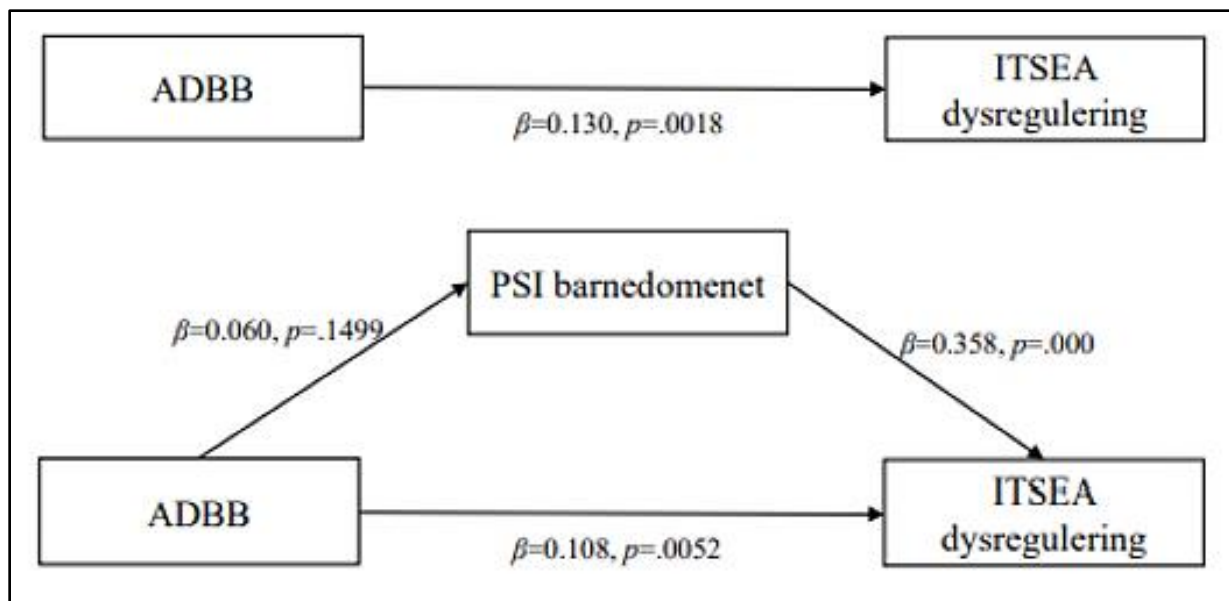 ADBB
ITSEA
dysregulering
β=0.130, p=.0018
PSI barnedomenet
β=0.060, p=.1499
β=0.358, p=.000
ADBB
ITSEA
dysregulering
β=0.108, p=.0052